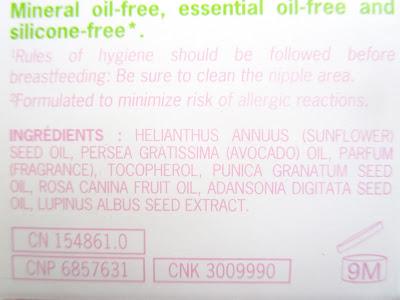 Mineral oil-free, essential oil-free and
silicone-free*.
¹Rules of hygiene should be followed before
breastfeeding: Be sure to clean the nipple area.
²Formulated to minimize risk of allergic reactions.
INGRÉDIENTS : HELIANTHUS ANNUUS (SUNFLOWER)
SEED OIL, PERSEA GRATISSIMA (AVOCADO) OIL, PARFUM
(FRAGRANCE), TOCOPHEROL, PUNICA GRANATUM SEED
OIL, ROSA CANINA FRUIT OIL, ADANSONIA DIGITATA SEED
OIL, LUPINUS ALBUS SEED EXTRACT.
CN 154861.0
CNP 6857631
CNK 3009990
9M